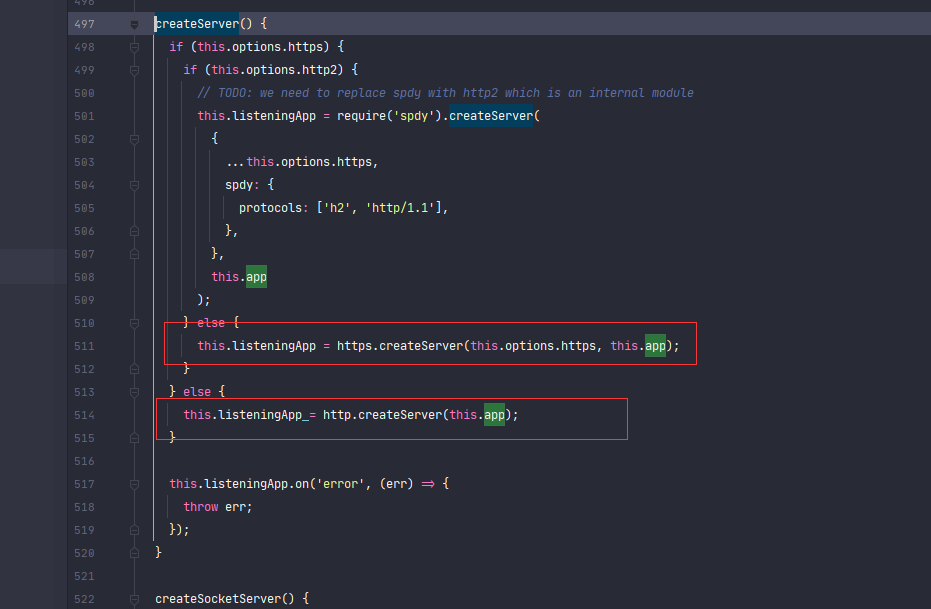 496
497 createServer() {
498 if (this.options.https) {
499 if (this.options.http2) {
500 // TODO: we need to replace spdy with http2 which is an internal module
501 this.listeningApp = require('spdy').createServer(
502 {
503 ...this.options.https,
504 spdy: {
505 protocols: ['h2', 'http/1.1'],
506 },
507 },
508 this.app
509 );
510 } else {
511 this.listeningApp = https.createServer(this.options.https, this.app);
512 }
513 } else {
514 this.listeningApp_= http.createServer(this.app);
515 }
516
517 this.listeningApp.on('error', (err) => {
518 throw err;
519 });
520 }
521
522 createSocketServer() {